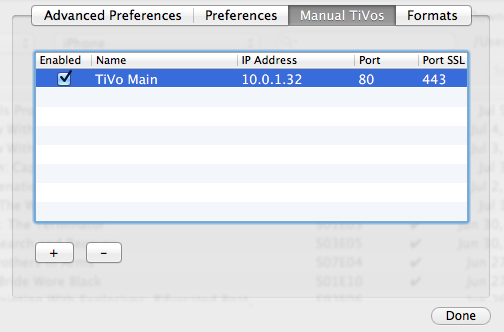 Advanced Preferences Preferences Manual TiVos Formats
Enabled Name IP Address Port Port SSL
TiVo Main 10.0.1.32 80 443
+ -
Done